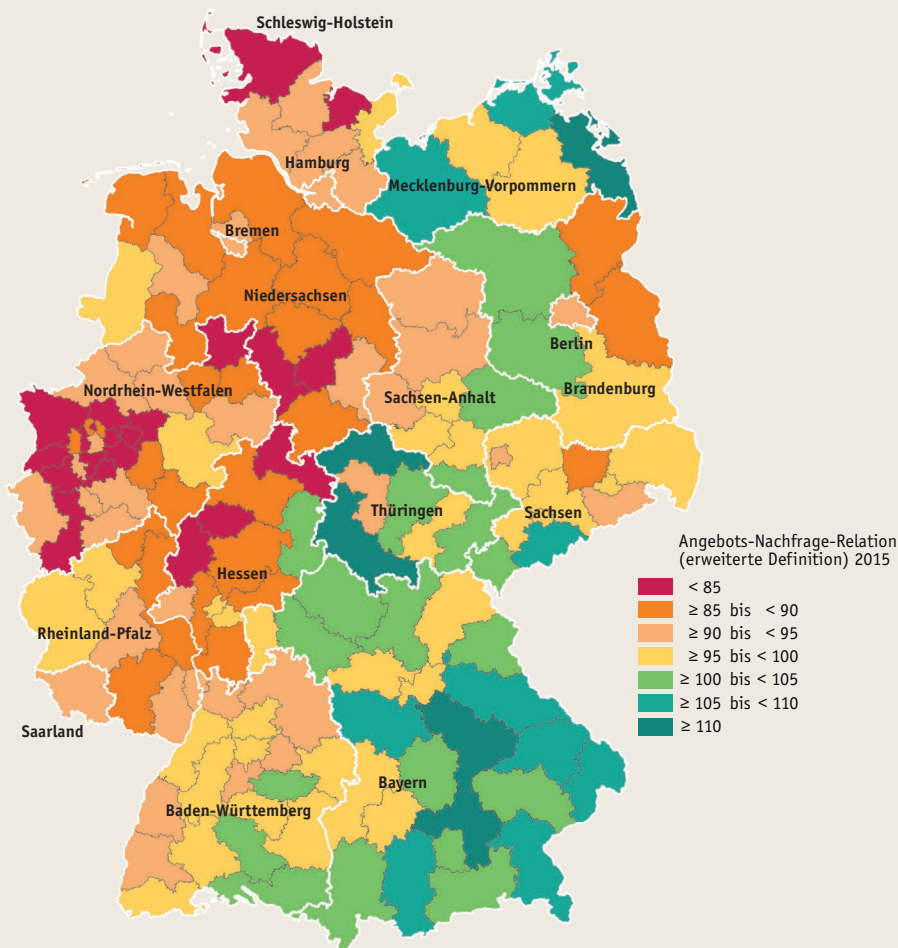 Schleswig-Holstein
Hamburg
Mecklenburg-Vorpommern
Bremen
Niedersachsen
Berlin
Nordrhein-Westfalen
Sachsen-Anhalt
Brandenburg
Thüringen
Sachsen
Hessen
Rheinland-Pfalz
Saarland
Bayern
Baden-Württemberg
Angebots-Nachfrage-Relation
(erweiterte Definition) 2015
< 85
≥ 85 bis < 90
≥ 90 bis < 95
≥ 95 bis < 100
≥ 100 bis < 105
≥ 105 bis < 110
≥ 110